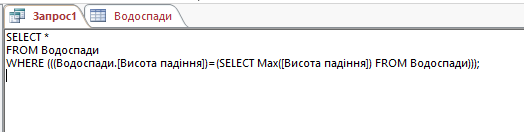 Запрос1
Водоспади
SELECT *
FROM Водоспади
WHERE (((Водоспади.[Висота падіння])=(SELECT Max([Висота падіння]) FROM Водоспади)));